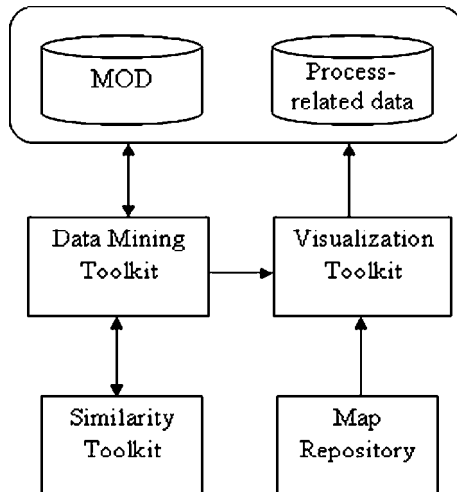 MOD
Process-
related data
Data Mining
Toolkit
Visualization
Toolkit
Similarity
Toolkit
Map
Repository